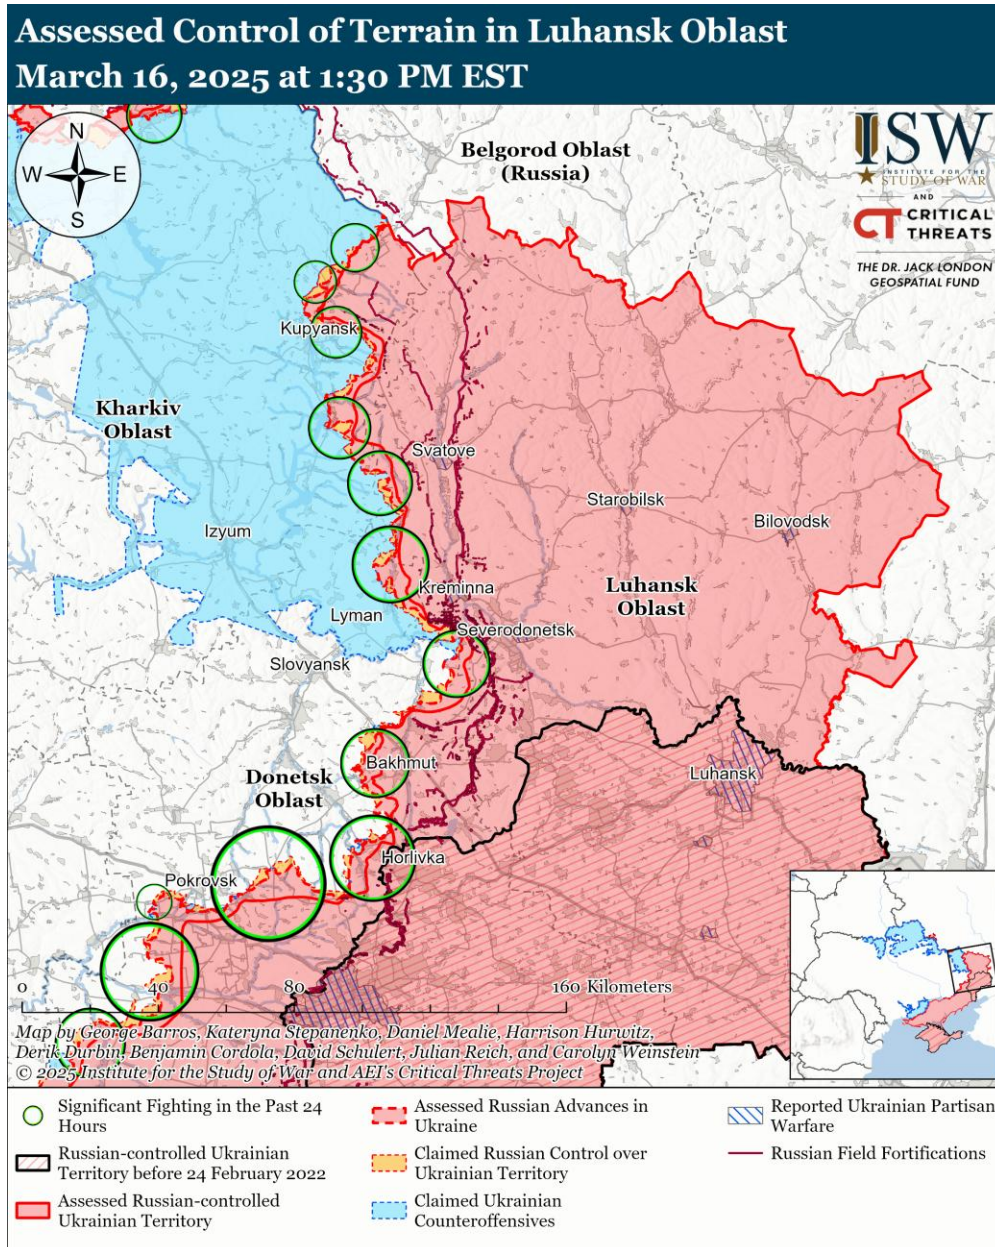 Assessed Control of Terrain in Luhansk Oblast
March 16, 2025 at 1:30 PM EST
N
W
E
S
Belgorod Oblast
(Russia)
ISW
INSTITUTE FOR THE
STUDY OF WAR
AND
CT CRITICAL
THREATS
THE DR. JACK LONDON
GEOSPATIAL FUND
Kupyansk
Kharkiv
Oblast
Svatove
Starobilsk
Bilovodsk
Izyum
Kreminna
Luhansk
Oblast
Lyman
Severodonetsk
Slovyansk
Bakhmut
Luhansk
Donetsk
Oblast
Horlivka
Pokrovsk
0
40
80
160 Kilometers
Map by George Barros, Kateryna Stepanenko, Daniel Mealie, Harrison Hurwitz,
Derik Durbin, Benjamin Cordola, David Schulert, Julian Reich, and Carolyn Weinstein
© 2025 Institute for the Study of War and AEI's Critical Threats Project
Significant Fighting in the Past 24
Hours
Russian-controlled Ukrainian
Territory before 24 February 2022
Assessed Russian-controlled
Ukrainian Territory
Assessed Russian Advances in
Ukraine
Claimed Russian Control over
Ukrainian Territory
Claimed Ukrainian
Counteroffensives
Reported Ukrainian Partisan
Warfare
Russian Field Fortifications